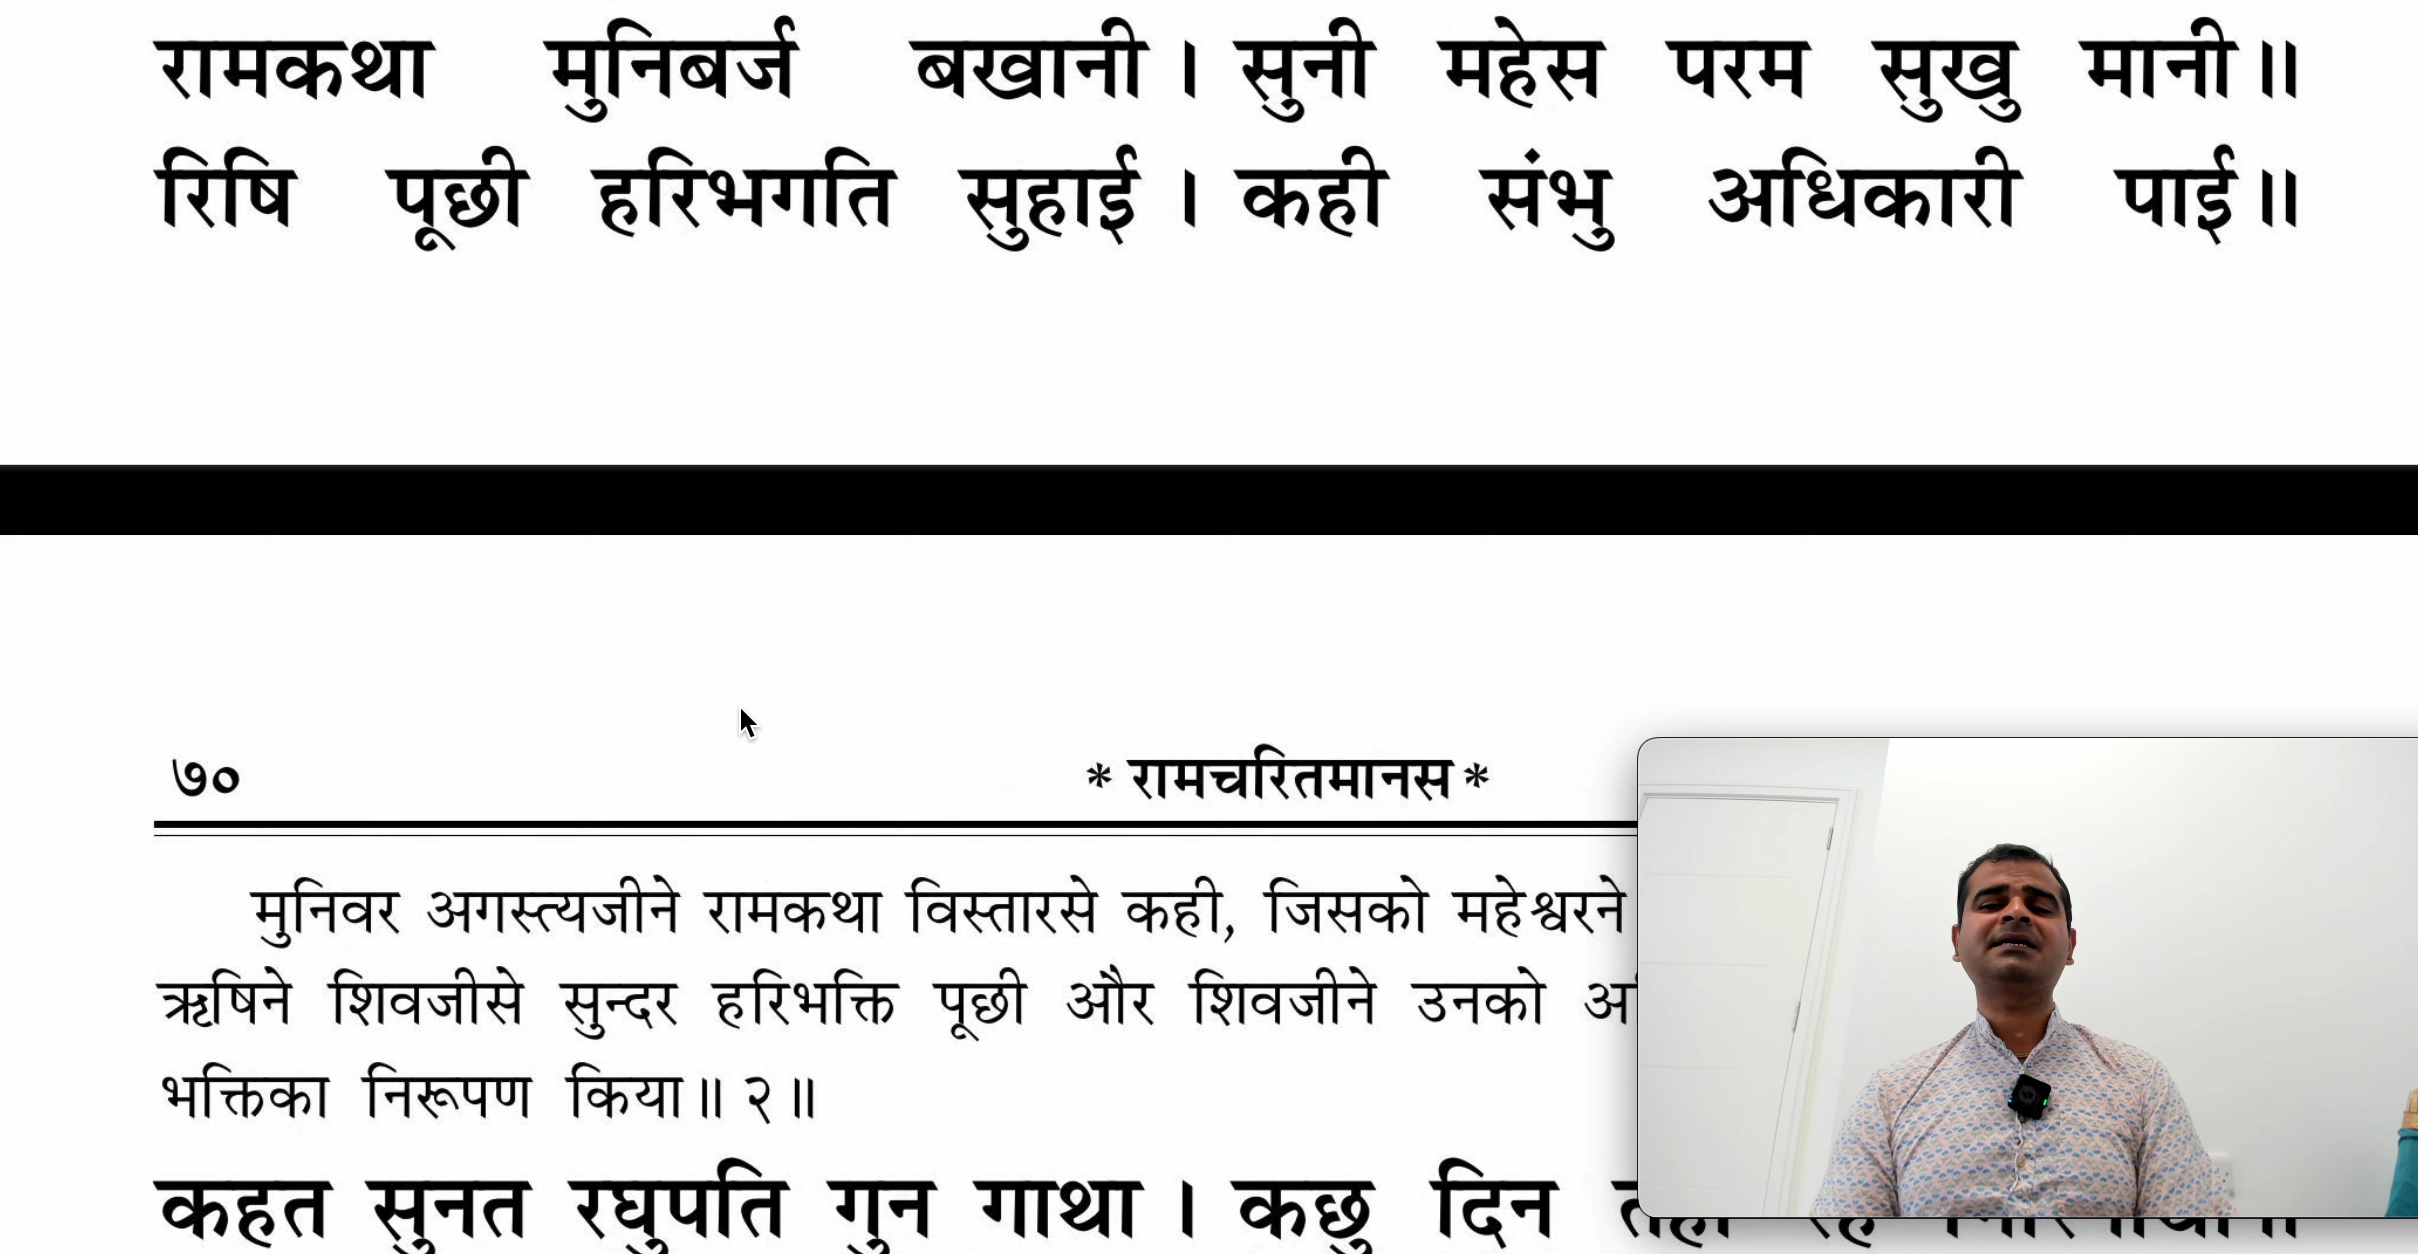 रामकथा मुनिबर्ज बखानी । सुनी महेस परम सुखु मानी॥
रिषि पूछी हरिभगति सुहाई । कही संभु अधिकारी पाई॥
७० * रामचरितमानस *
मुनिवर अगस्त्यजीने रामकथा विस्तारसे कही, जिसको महेश्वरने
ऋषिने शिवजीसे सुन्दर हरिभक्ति पूछी और शिवजीने उनको
भक्तिका निरूपण किया॥ २॥
कहत सुनत रघुपति गुन गाथा । कछु दिन